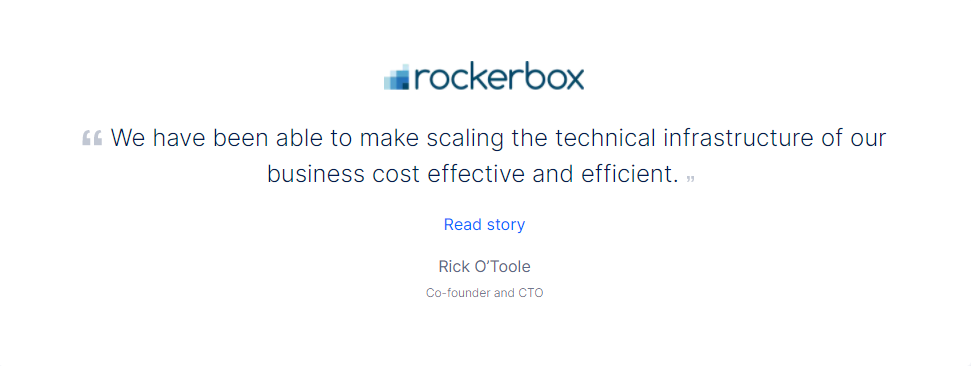 rockerbox
“ We have been able to make scaling the technical infrastructure of our
business cost effective and efficient. ”
Read story
Rick O’Toole
Co-founder and CTO